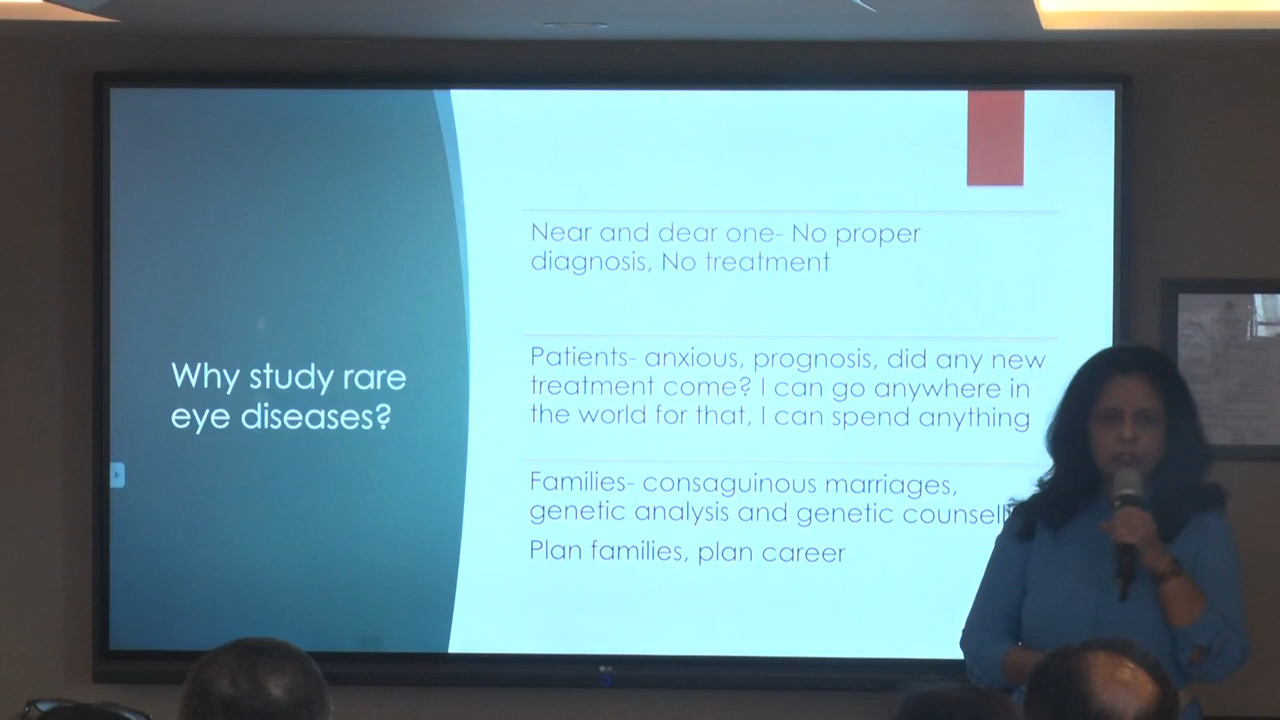 Why study rare
eye diseases?
Near and dear one- No proper
diagnosis, No treatment
Patients- anxious, prognosis, did any new
treatment come? I can go anywhere in
the world for that, I can spend anything
Families- consaguinous marriages,
genetic analysis and genetic
Plan families, plan career
LG